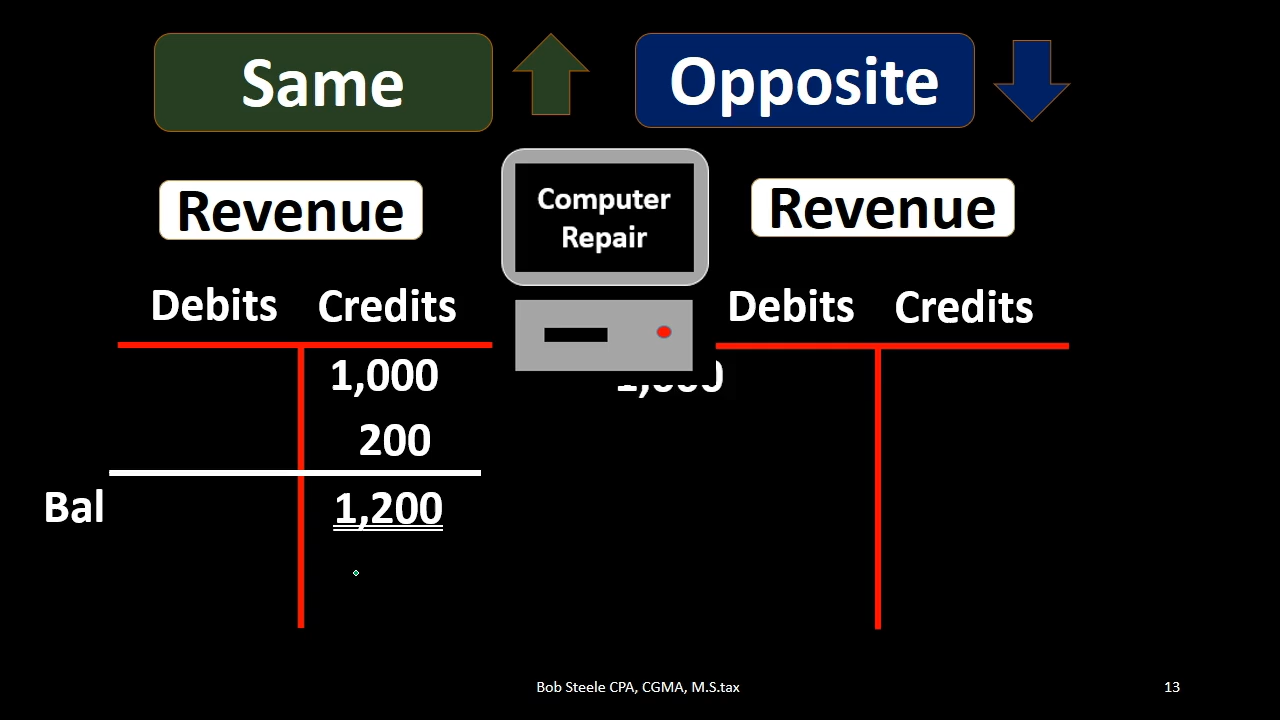 Same
Opposite
Computer
Repair
Revenue
Revenue
Debits Credits
Debits Credits
1,000
200
Bal 1,200
Bob Steele CPA, CGMA, M.S.tax
13